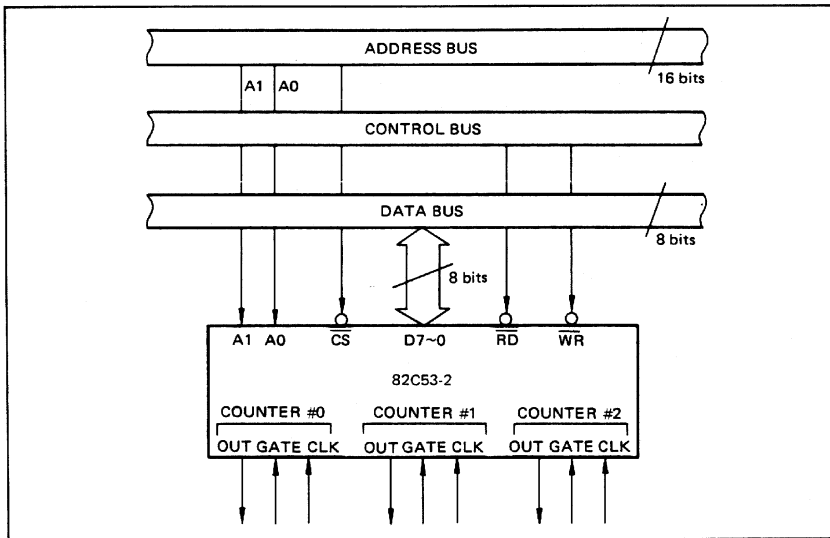 ADDRESS BUS
16 bits
A1 A0
CONTROL BUS
DATA BUS
8 bits
8 bits
A1 A0 CS D7~0 RD WR
82C53-2
COUNTER #0 COUNTER #1 COUNTER #2
OUT GATE CLK OUT GATE CLK OUT GATE CLK